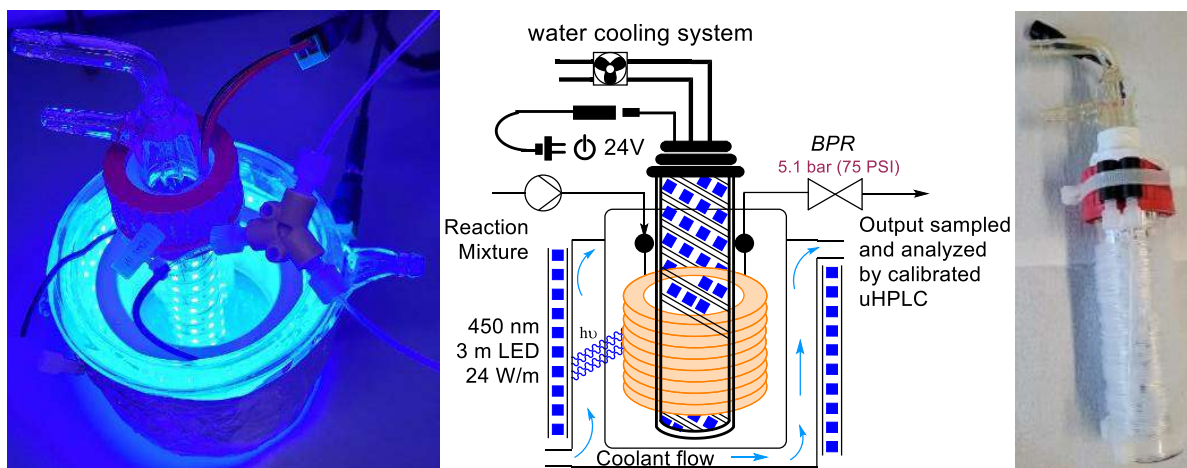 water cooling system
24V
BPR
5.1 bar (75 PSI)
Reaction
Mixture
Output sampled
and analyzed
by calibrated
uHPLC
450 nm
3 m LED
24 W/m
hυ
Coolant flow